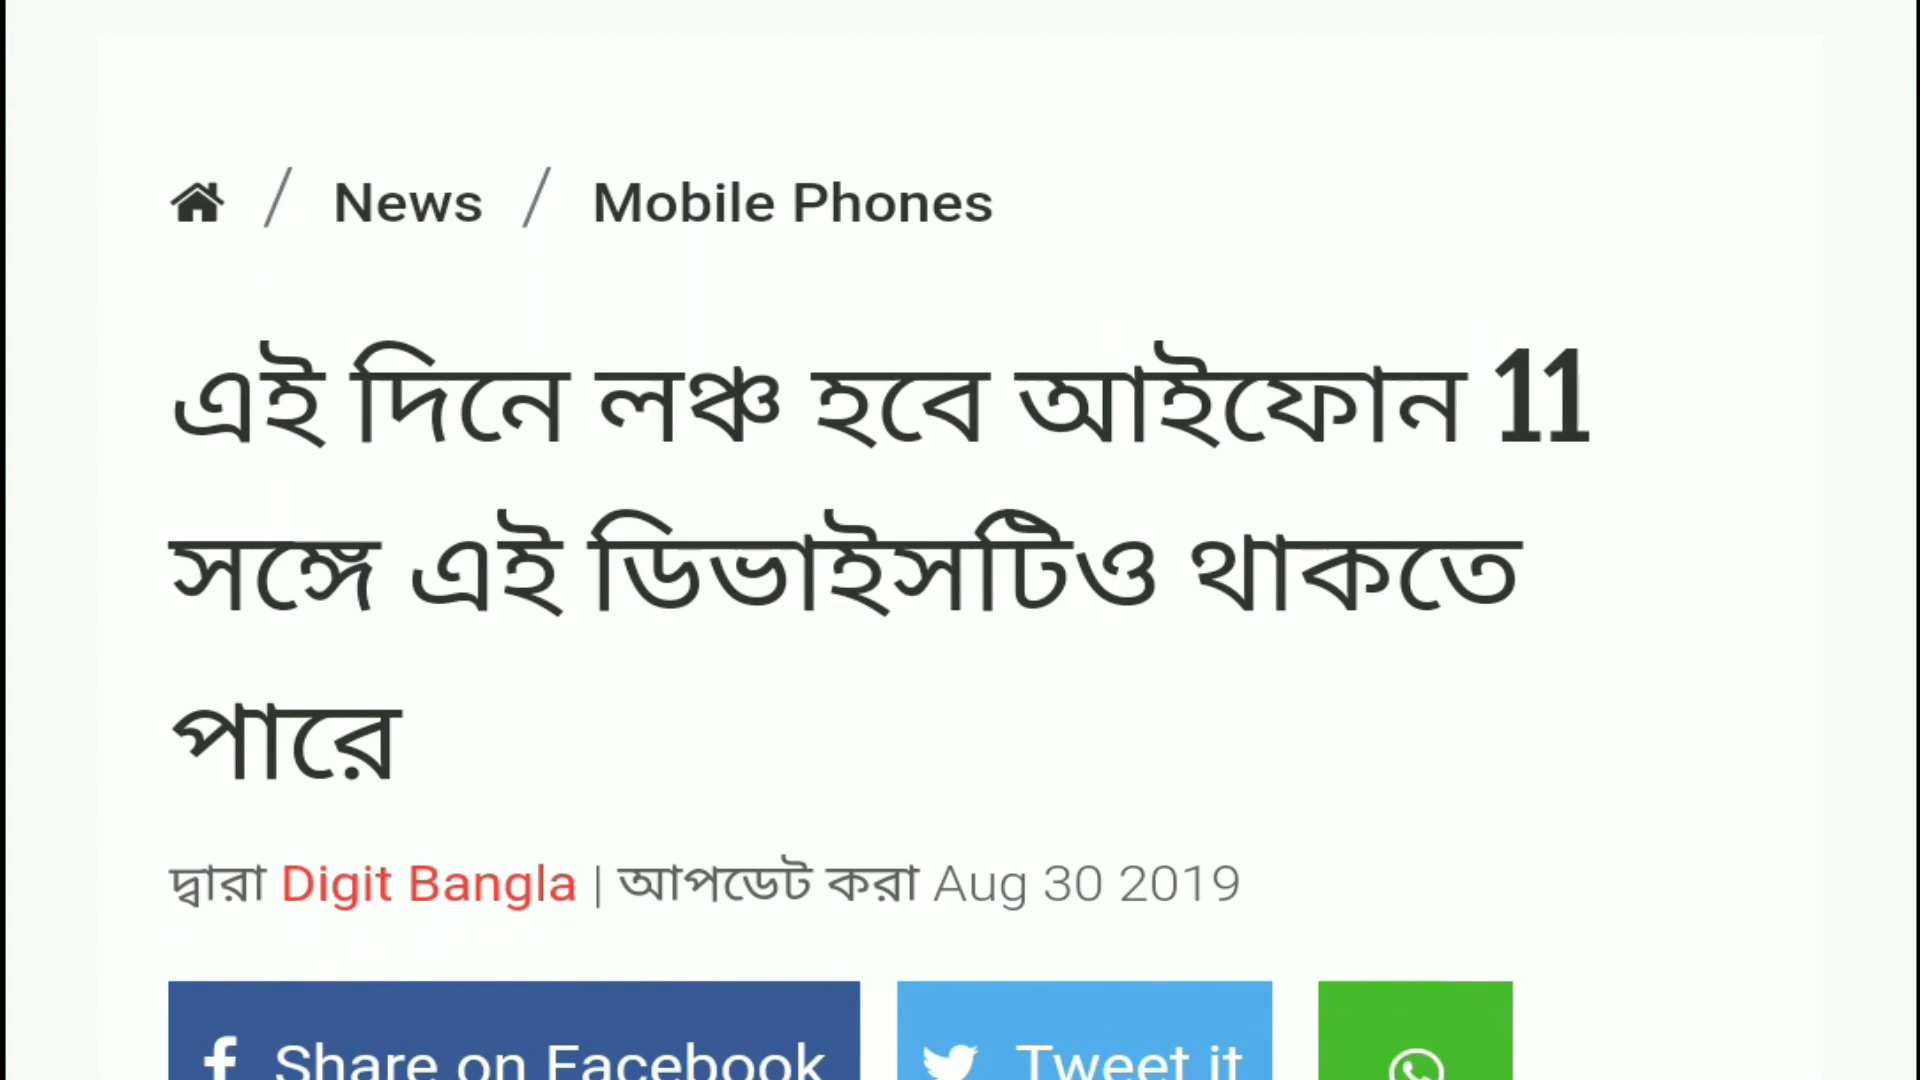 / News / Mobile Phones
এই দিনে লঞ্চ হবে আইফোন 11
সঙ্গে এই ডিভাইসটিও থাকতে
পারে
দ্বারা Digit Bangla | আপডেট করা Aug 30 2019
Share on Facebook Tweet it